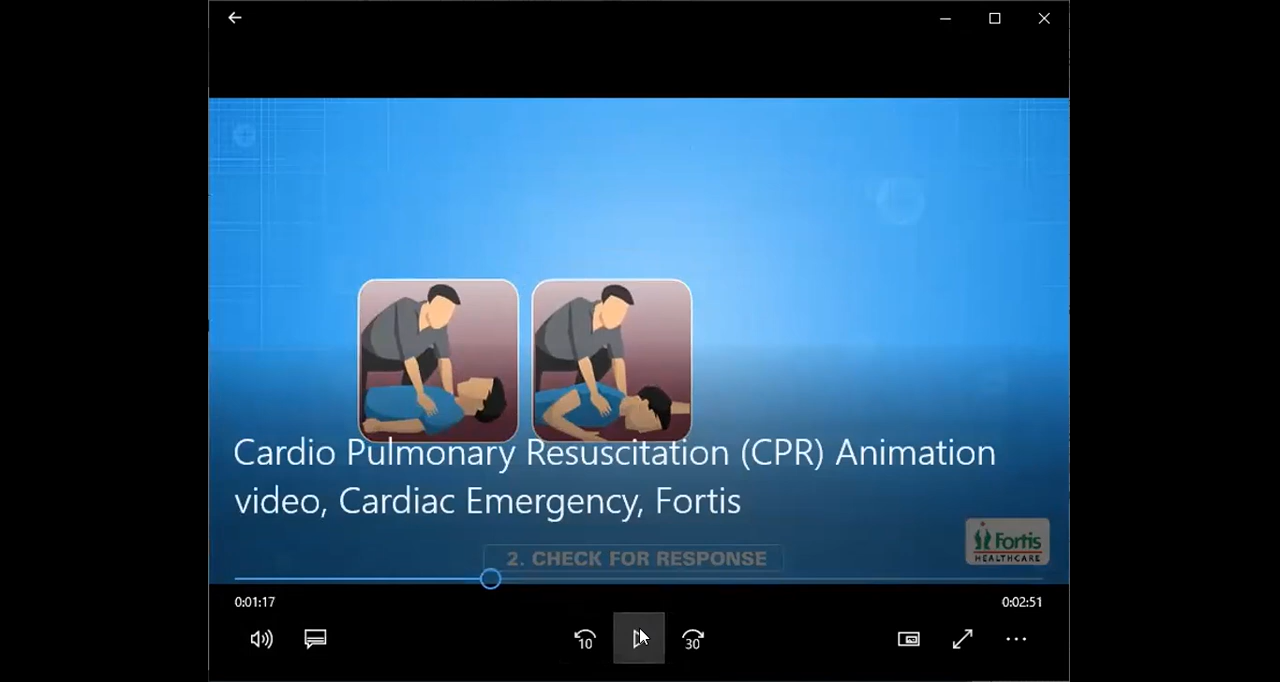 Cardio Pulmonary Resuscitation (CPR) Animation
video, Cardiac Emergency, Fortis
Fortis
HEALTHCARE
2. CHECK FOR RESPONSE
0:01:17
0:02:51
10
30